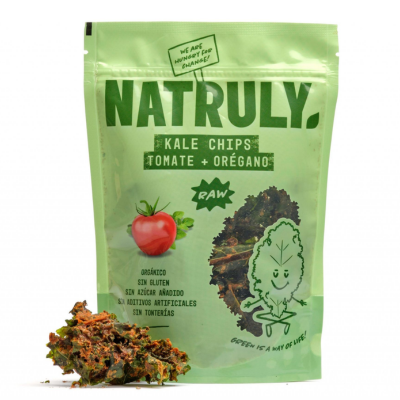 WE ARE
HUNGRY FOR
CHANGE!
NATRULY.
KALE CHIPS
TOMATE + ORÉGANO
RAW
ORGÁNICO
SIN GLUTEN
SIN AZÚCAR AÑADIDO
SIN ADITIVOS ARTIFICIALES
SIN TONTERÍAS
GREEN IS A WAY OF LIFE!